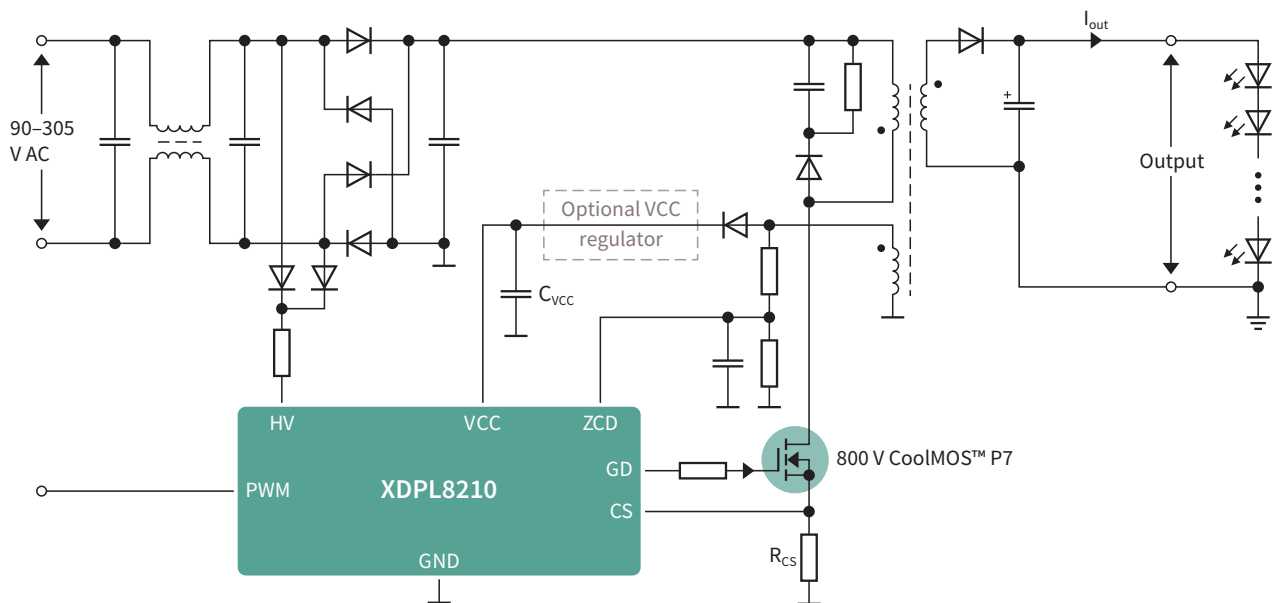 I_out
90–305
V AC
Output
Optional VCC
regulator
+
C_VCC
HV
VCC
ZCD
GD
800 V CoolMOS™ P7
PWM
XDPL8210
CS
GND
R_CS